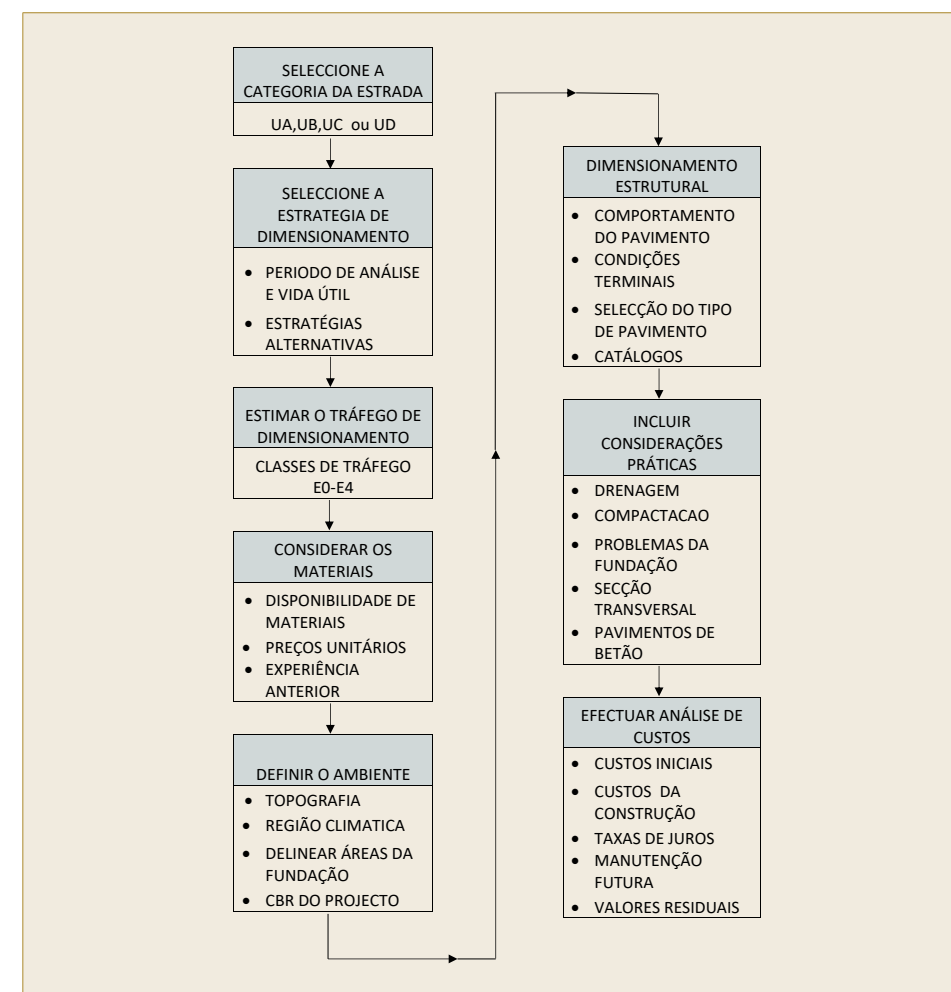 SELECCIONE A
CATEGORIA DA ESTRADA
UA,UB,UC ou UD
SELECCIONE A
ESTRATEGIA DE
DIMENSIONAMENTO
• PERIODO DE ANÁLISE
E VIDA ÚTIL
• ESTRATÉGIAS
ALTERNATIVAS
ESTIMAR O TRÁFEGO DE
DIMENSIONAMENTO
CLASSES DE TRÁFEGO
E0-E4
CONSIDERAR OS
MATERIAIS
• DISPONIBILIDADE DE
MATERIAIS
• PREÇOS UNITÁRIOS
• EXPERIÊNCIA
ANTERIOR
DEFINIR O AMBIENTE
• TOPOGRAFIA
• REGIÃO CLIMATICA
• DELINEAR ÁREAS DA
FUNDAÇÃO
• CBR DO PROJECTO
DIMENSIONAMENTO
ESTRUTURAL
• COMPORTAMENTO
DO PAVIMENTO
• CONDIÇÕES
TERMINAIS
• SELECÇÃO DO TIPO
DE PAVIMENTO
• CATÁLOGOS
INCLUIR
CONSIDERAÇÕES
PRÁTICAS
• DRENAGEM
• COMPACTACAO
• PROBLEMAS DA
FUNDAÇÃO
• SECÇÃO
TRANSVERSAL
• PAVIMENTOS DE
BETÃO
EFECTUAR ANÁLISE DE
CUSTOS
• CUSTOS INICIAIS
• CUSTOS DA
CONSTRUÇÃO
• TAXAS DE JUROS
• MANUTENÇÃO
FUTURA
• VALORES RESIDUAIS